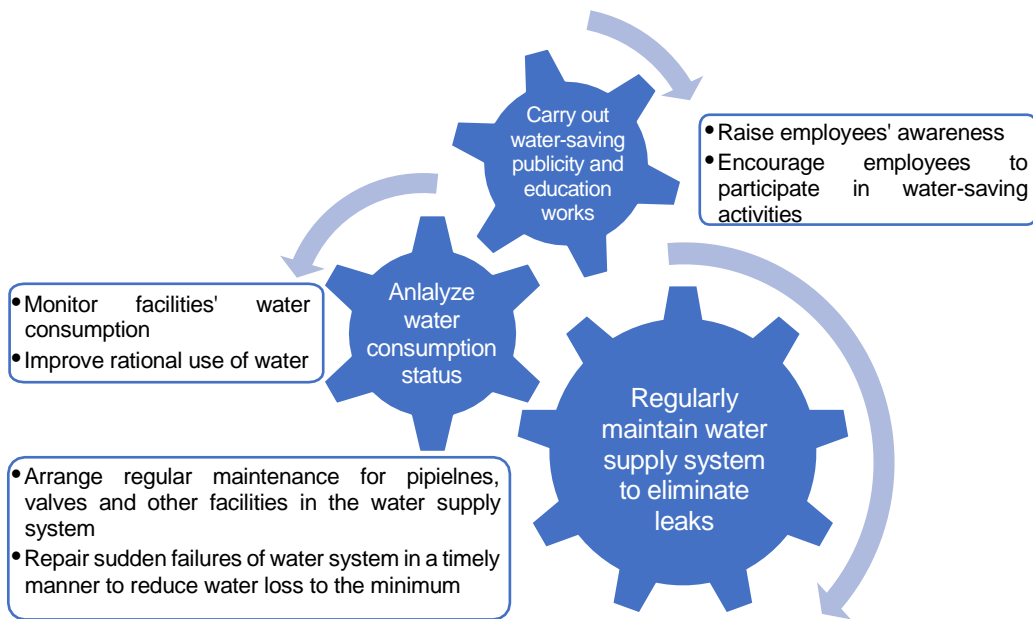 Carry out
water-saving
publicity and
education
works
• Raise employees' awareness
• Encourage employees to
participate in water-saving
activities
Anlalyze
water
consumption
status
• Monitor facilities' water
consumption
• Improve rational use of water
Regularly
maintain water
supply system
to eliminate
leaks
• Arrange regular maintenance for pipielnes,
valves and other facilities in the water supply
system
• Repair sudden failures of water system in a timely
manner to reduce water loss to the minimum